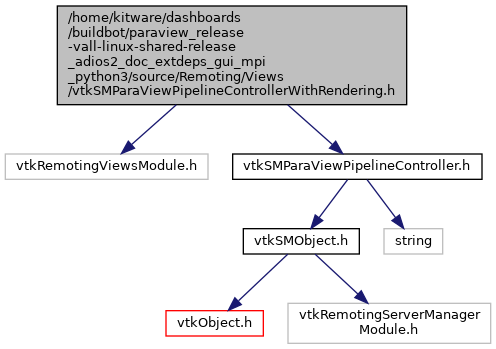 /home/kitware/dashboards
/buildbot/paraview_release
-vall-linux-shared-release
_adios2_doc_extdeps_gui_mpi
_python3/source/Remoting/Views
/vtkSMParaViewPipelineControllerWithRendering.h
vtkRemotingViewsModule.h
vtkSMParaViewPipelineController.h
vtkSMObject.h
string
vtkObject.h
vtkRemotingServerManager
Module.h